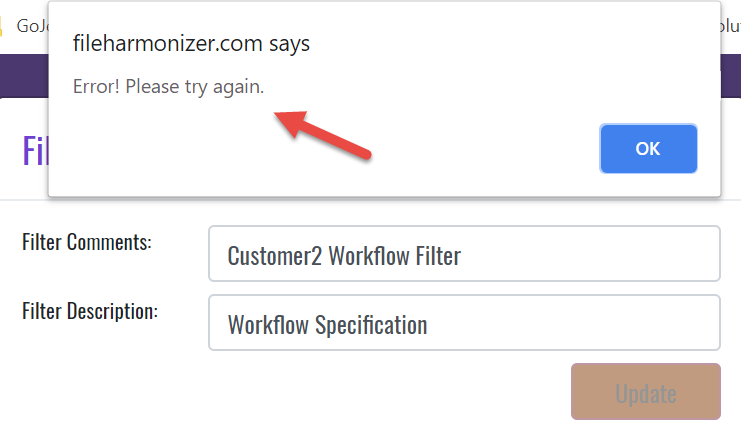 fileharmonizer.com says
Error! Please try again.
OK
Filter Comments:
Customer2 Workflow Filter
Filter Description:
Workflow Specification
Update